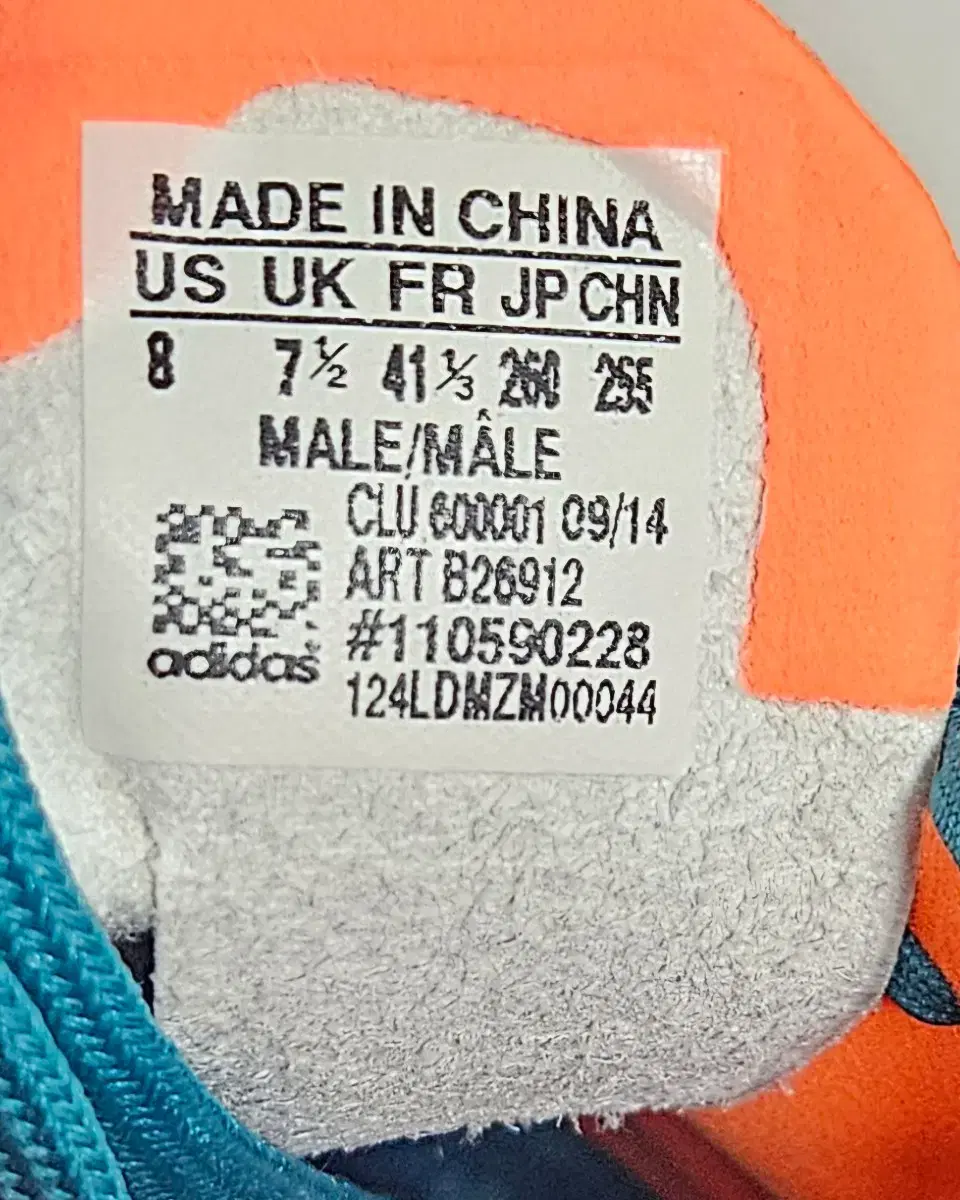 MADE IN CHINA
US UK FR JP CHN
8 7½ 41⅓ 260 255
MALE/MÂLE
CLU 600001 09/14
ART B26912
#110590228
124LDMZM00044
adidas